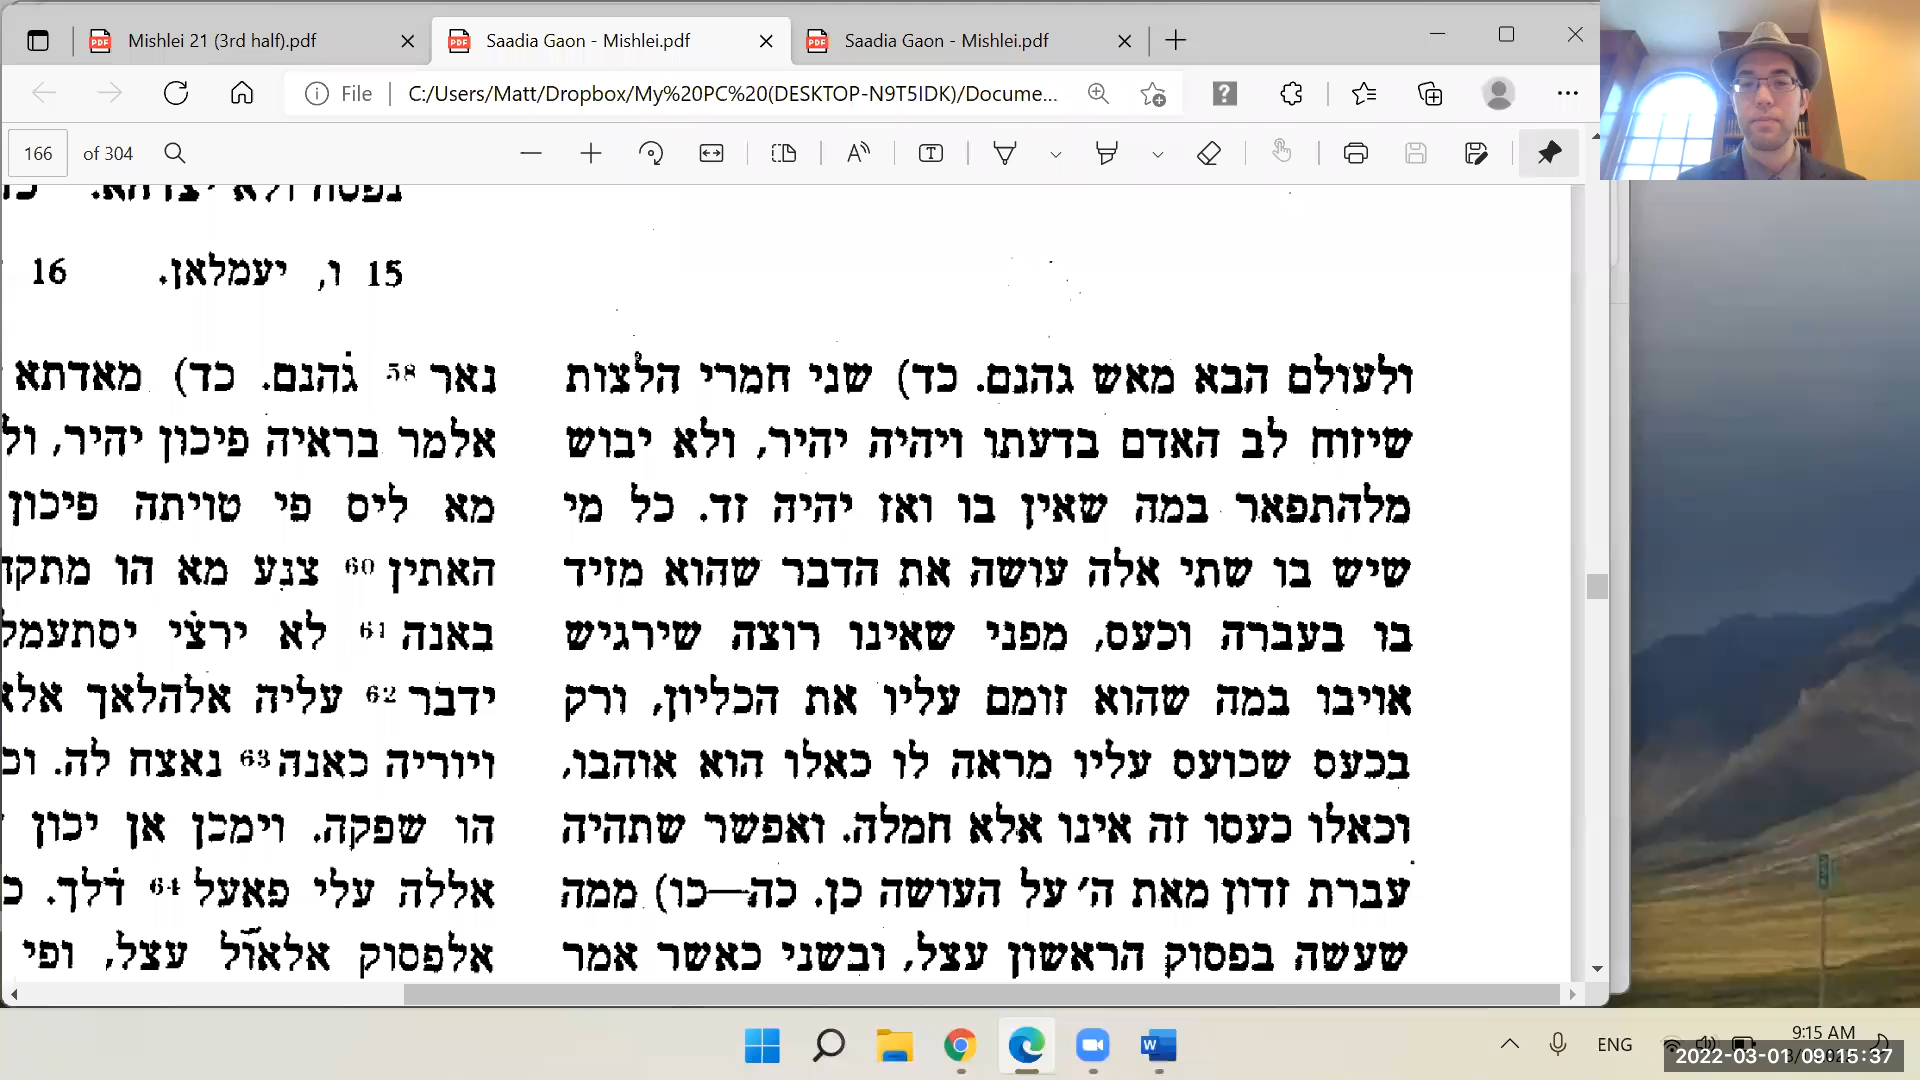 Mishlei 21 (3rd half).pdf
Saadia Gaon - Mishlei.pdf
Saadia Gaon - Mishlei.pdf
File
C:/Users/Matt/Dropbox/My%20PC%20(DESKTOP-N9T5IDK)/Docume...
166 of 304
15 ו, יעמלאן. 16
ולעולם הבא מאש גהנם. כד) שני חמרי הלצות
שיזוח לב האדם בדעתו ויהיה יהיר, ולא יבוש
מלהתפאר במה שאין בו ואז יהיה זד. כל מי
שיש בו שתי אלה עושה את הדבר שהוא מזיד
בו בעברה וכעס, מפני שאינו רוצה שירגיש
אויבו במה שהוא זומם עליו את הכליון, ורק
בכעס שכועס עליו מראה לו כאלו הוא אוהבו,
וכאלו כעסו זה אינו אלא חמלה. ואפשר שתהיה
עברת זדון מאת ה' על העושה כן. כה—כו) ממה
שעשה בפסוק הראשון עצל, ובשני כאשר אמר
נאר 58 גׄהנם. כד) מאדתא
אלמר בראיה פיכון יהיר, ול
מא ליס פי טויתה פיכון
האתין 60 צנע מא הו מתקד
באנה 61 לא ירצׄי יסתעמל
ידבר 62 עליה אלהלאך אלא
ויוריה כאנה 63 נאצח לה. וכ
הו שפקה. וימכן אן יכון
אללה עלי פאעל 64 דׄלך. כ
אלפסוק אלאול עצל, ופי
ENG
9:15 AM
2022-03-01 09:15:37